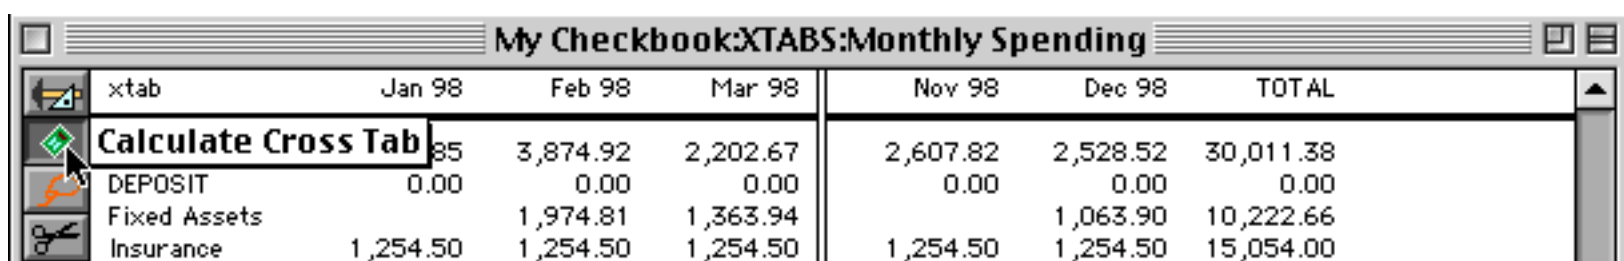 My Checkbook:XTABS:Monthly Spending
xtab Jan 98 Feb 98 Mar 98 Nov 98 Dec 98 TOTAL
Calculate Cross Tab 85 3,874.92 2,202.67 2,607.82 2,528.52 30,011.38
DEPOSIT 0.00 0.00 0.00 0.00 0.00 0.00
Fixed Assets 1,974.81 1,363.94 1,063.90 10,222.66
Insurance 1,254.50 1,254.50 1,254.50 1,254.50 1,254.50 15,054.00